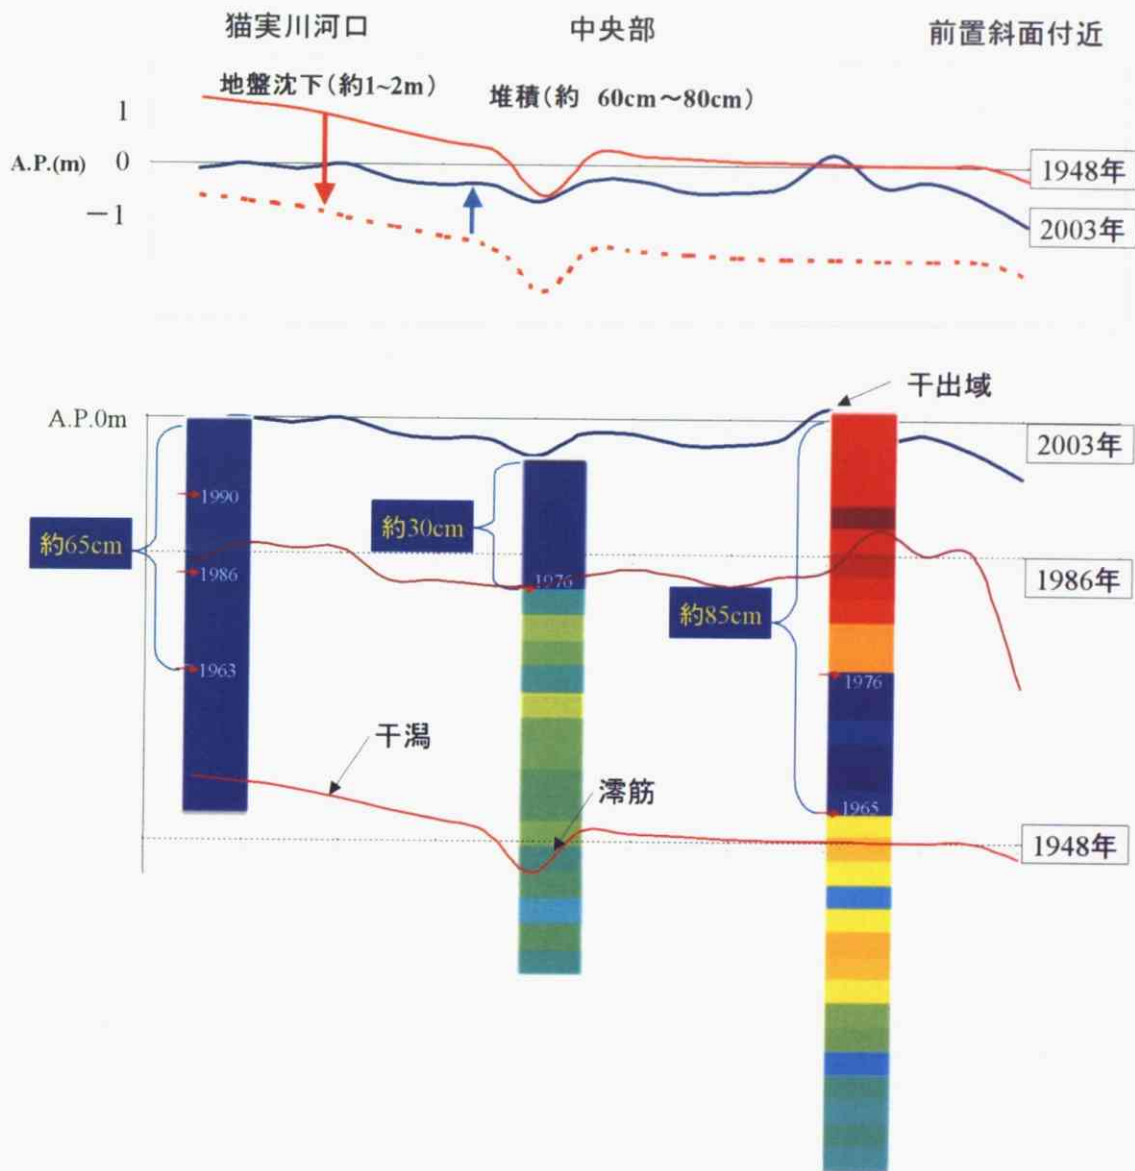 猫実川河口
中央部
前置斜面付近
地盤沈下(約1~2m)
堆積(約 60cm～80cm)
1
A.P.(m)
0
－1
1948年
2003年
干出域
A.P.0m
2003年
1990
約65cm
約30cm
1986
1976
1986年
約85cm
1963
1976
干潟
澪筋
1965
1948年